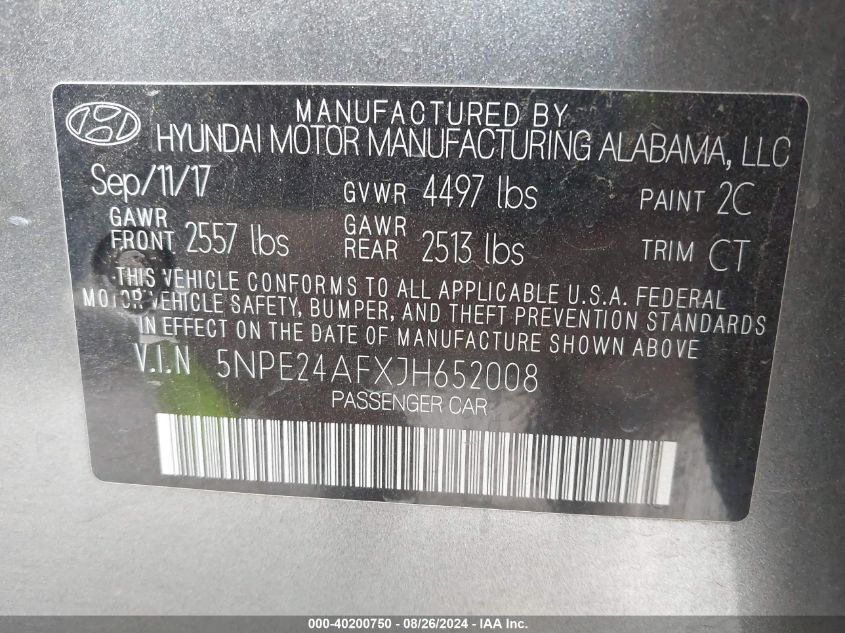 MANUFACTURED BY
HYUNDAI MOTOR MANUFACTURING ALABAMA, LLC
Sep/11/17 GVWR 4497 lbs PAINT 2C
GAWR FRONT 2557 lbs GAWR REAR 2513 lbs TRIM CT
THIS VEHICLE CONFORMS TO ALL APPLICABLE U.S.A. FEDERAL
MOTOR VEHICLE SAFETY, BUMPER, AND THEFT PREVENTION STANDARDS
IN EFFECT ON THE DATE OF MANUFACTURE SHOWN ABOVE
V.I.N 5NPE24AFXJH652008
PASSENGER CAR
000-40200750 - 08/26/2024 - IAA Inc.